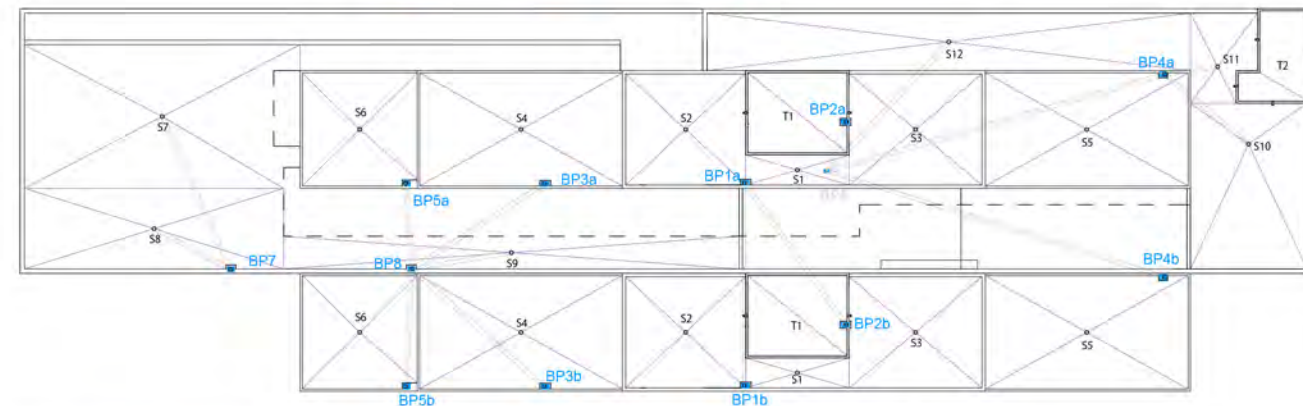 S12
BP4a
S11
T2
S7
S6
S4
S2
BP2a
T1
S3
S5
S10
S1
BP1a
BP3a
BP5a
S8
BP7
BP8
S9
BP4b
S6
S4
S2
T1
BP2b
S3
S5
S1
BP3b
BP5b
BP1b